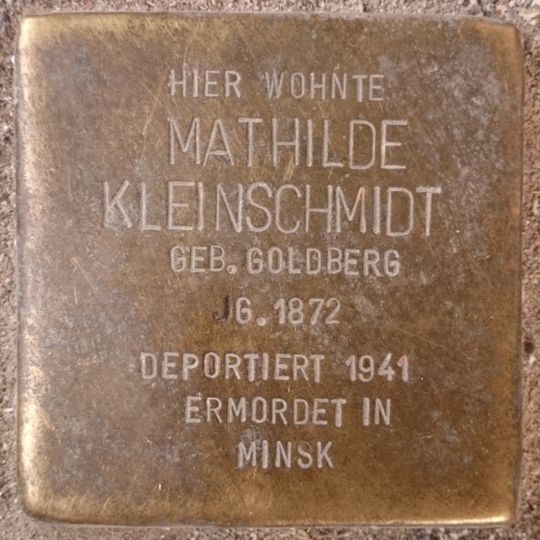 HIER WOHNTE
MATHILDE
KLEINSCHMIDT
GEB. GOLDBERG
JG. 1872
DEPORTIERT 1941
ERMORDET IN
MINSK